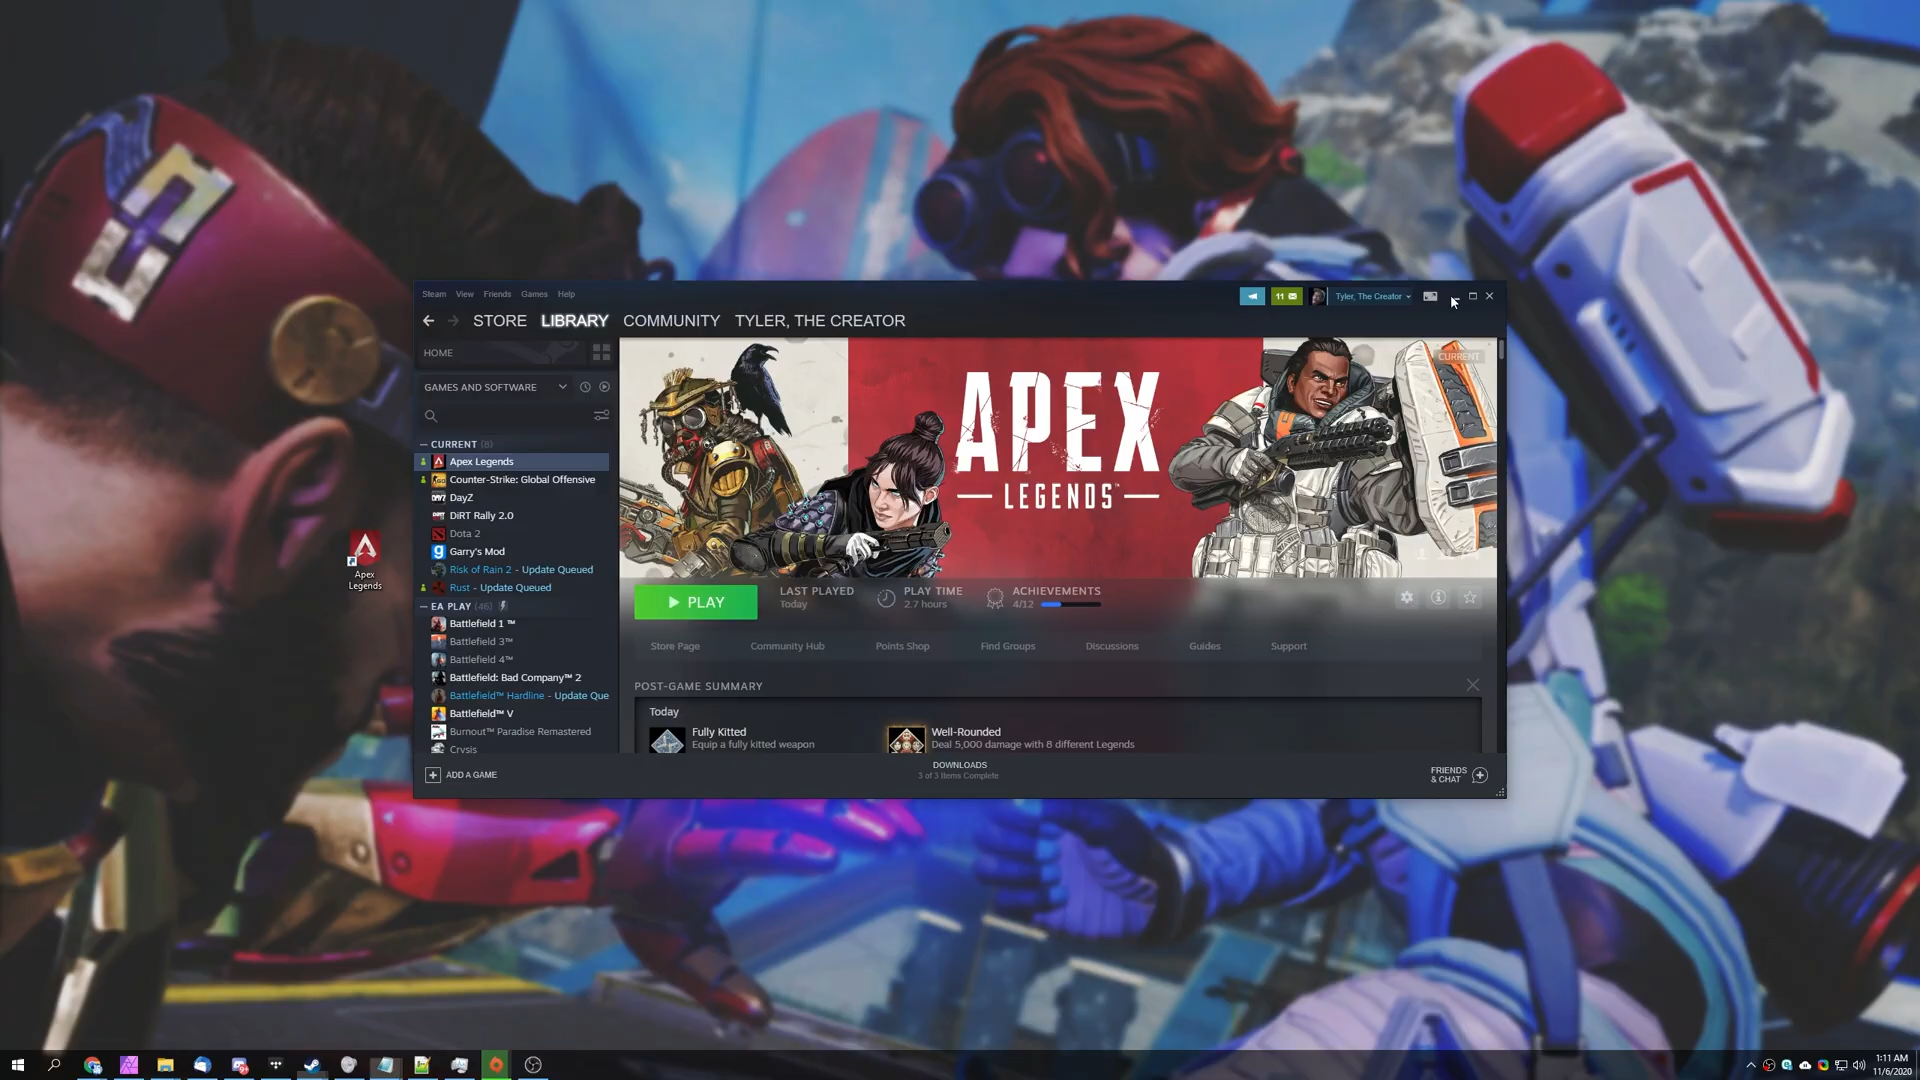 Steam View Friends Games Help
11 Tyler, The Creator
STORE LIBRARY COMMUNITY TYLER, THE CREATOR
HOME
GAMES AND SOFTWARE
CURRENT (8)
Apex Legends
Counter-Strike: Global Offensive
DayZ
DiRT Rally 2.0
Dota 2
Garry's Mod
Risk of Rain 2 - Update Queued
Rust - Update Queued
EA PLAY (46)
Battlefield 1 ™
Battlefield 3™
Battlefield 4™
Battlefield: Bad Company™ 2
Battlefield™ Hardline - Update Que
Battlefield™ V
Burnout™ Paradise Remastered
Crysis
ADD A GAME
CURRENT
APEX
LEGENDS™
PLAY
LAST PLAYED
Today
PLAY TIME
2.7 hours
ACHIEVEMENTS
4/12
Store Page Community Hub Points Shop Find Groups Discussions Guides Support
POST-GAME SUMMARY
Today
Fully Kitted
Equip a fully kitted weapon
Well-Rounded
Deal 5,000 damage with 8 different Legends
DOWNLOADS
3 of 3 Items Complete
FRIENDS
& CHAT
Apex
Legends
1:11 AM
11/6/2020